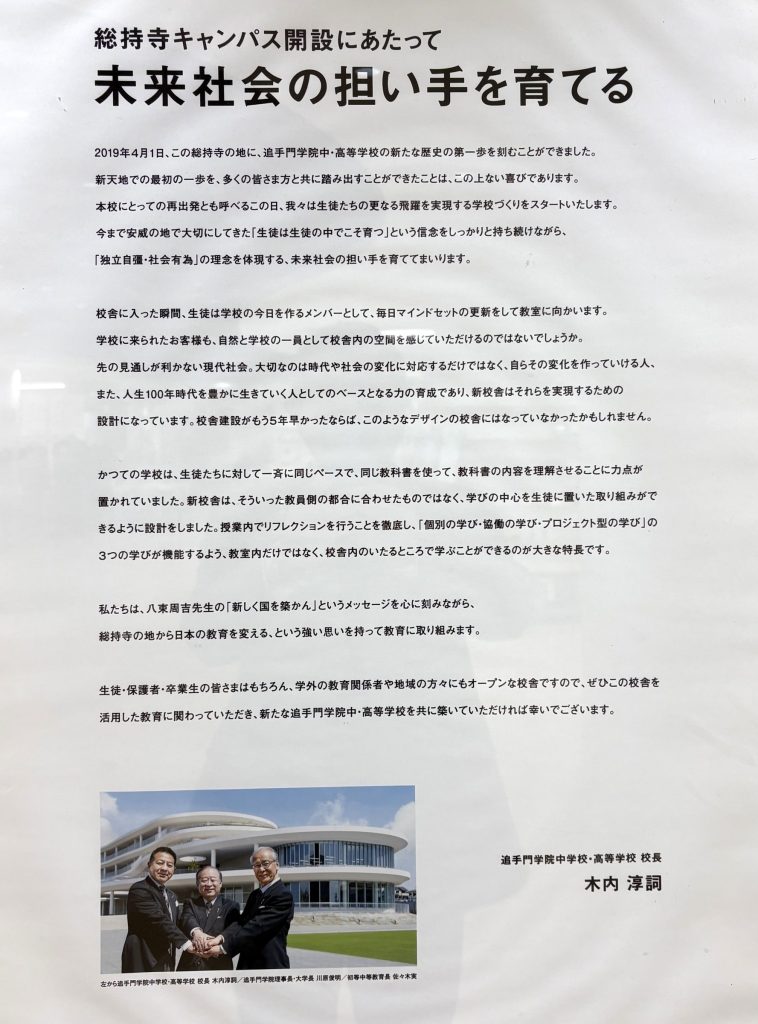 総持寺キャンパス開設にあたって
未来社会の担い手を育てる
2019年4月1日、この総持寺の地に、追手門学院中・高等学校の新たな歴史の第一歩を刻むことができました。
新天地での最初の一歩を、多くの皆さま方と共に踏み出すことができたことは、この上ない喜びであります。
本校にとっての再出発とも呼べるこの日、我々は生徒たちの更なる飛躍を実現する学校づくりをスタートいたします。
今まで安威の地で大切にしてきた「生徒は生徒の中でこそ育つ」という信念をしっかりと持ち続けながら、
「独立自彊・社会有為」の理念を体現する、未来社会の担い手を育ててまいります。
校舎に入った瞬間、生徒は学校の今日を作るメンバーとして、毎日マインドセットの更新をして教室に向かいます。
学校に来られたお客様も、自然と学校の一員として校舎内の空間を感じていただけるのではないでしょうか。
先の見通しが利かない現代社会。大切なのは時代や社会の変化に対応するだけではなく、自らその変化を作っていける人、
また、人生100年時代を豊かに生きていく人としてのベースとなる力の育成であり、新校舎はそれらを実現するための
設計になっています。校舎建設がもう5年早かったならば、このようなデザインの校舎にはなっていなかったかもしれません。
かつての学校は、生徒たちに対して一斉に同じペースで、同じ教科書を使って、教科書の内容を理解させることに力点が
置かれていました。新校舎は、そういった教員側の都合に合わせたものではなく、学びの中心を生徒に置いた取り組みがで
きるように設計をしました。授業内でリフレクションを行うことを徹底し、「個別の学び・協働の学び・プロジェクト型の学び」の
3つの学びが機能するよう、教室内だけではなく、校舎内のいたるところで学ぶことができるのが大きな特長です。
私たちは、八束周吉先生の「新しく国を築かん」というメッセージを心に刻みながら、
総持寺の地から日本の教育を変える、という強い思いを持って教育に取り組みます。
生徒・保護者・卒業生の皆さまはもちろん、学外の教育関係者や地域の方々にもオープンな校舎ですので、ぜひこの校舎を
活用した教育に関わっていただき、新たな追手門学院中・高等学校を共に築いていただければ幸いでございます。
追手門学院中学校・高等学校 校長
木内 淳詞
左から追手門学院中学校・高等学校 校長 木内淳詞／追手門学院理事長・大学長 川原俊明／初等中等教育長 佐々木実